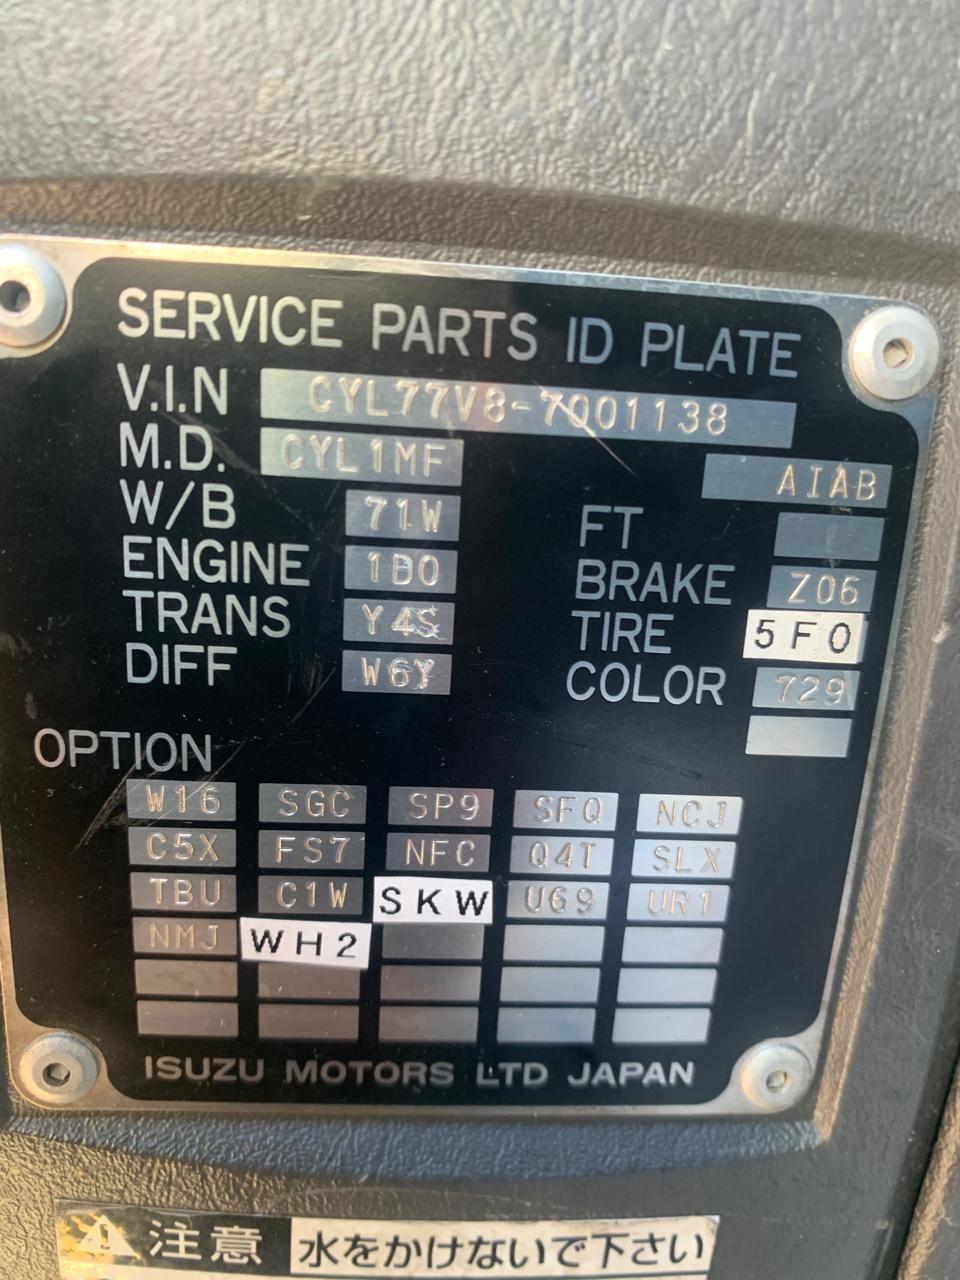 SERVICE PARTS ID PLATE
V.I.N CYL77V8-7001138
M.D. CYL1MF AIAB
W/B 71W FT
ENGINE 1D0 BRAKE Z06
TRANS Y4S TIRE 5F0
DIFF W6Y COLOR 729
OPTION
W16 SGC SP9 SFQ NCJ
C5X FS7 NFC Q4T SLX
TBU C1W SKW U69 UR1
NMJ WH2
ISUZU MOTORS LTD JAPAN
注意 水をかけないで下さい